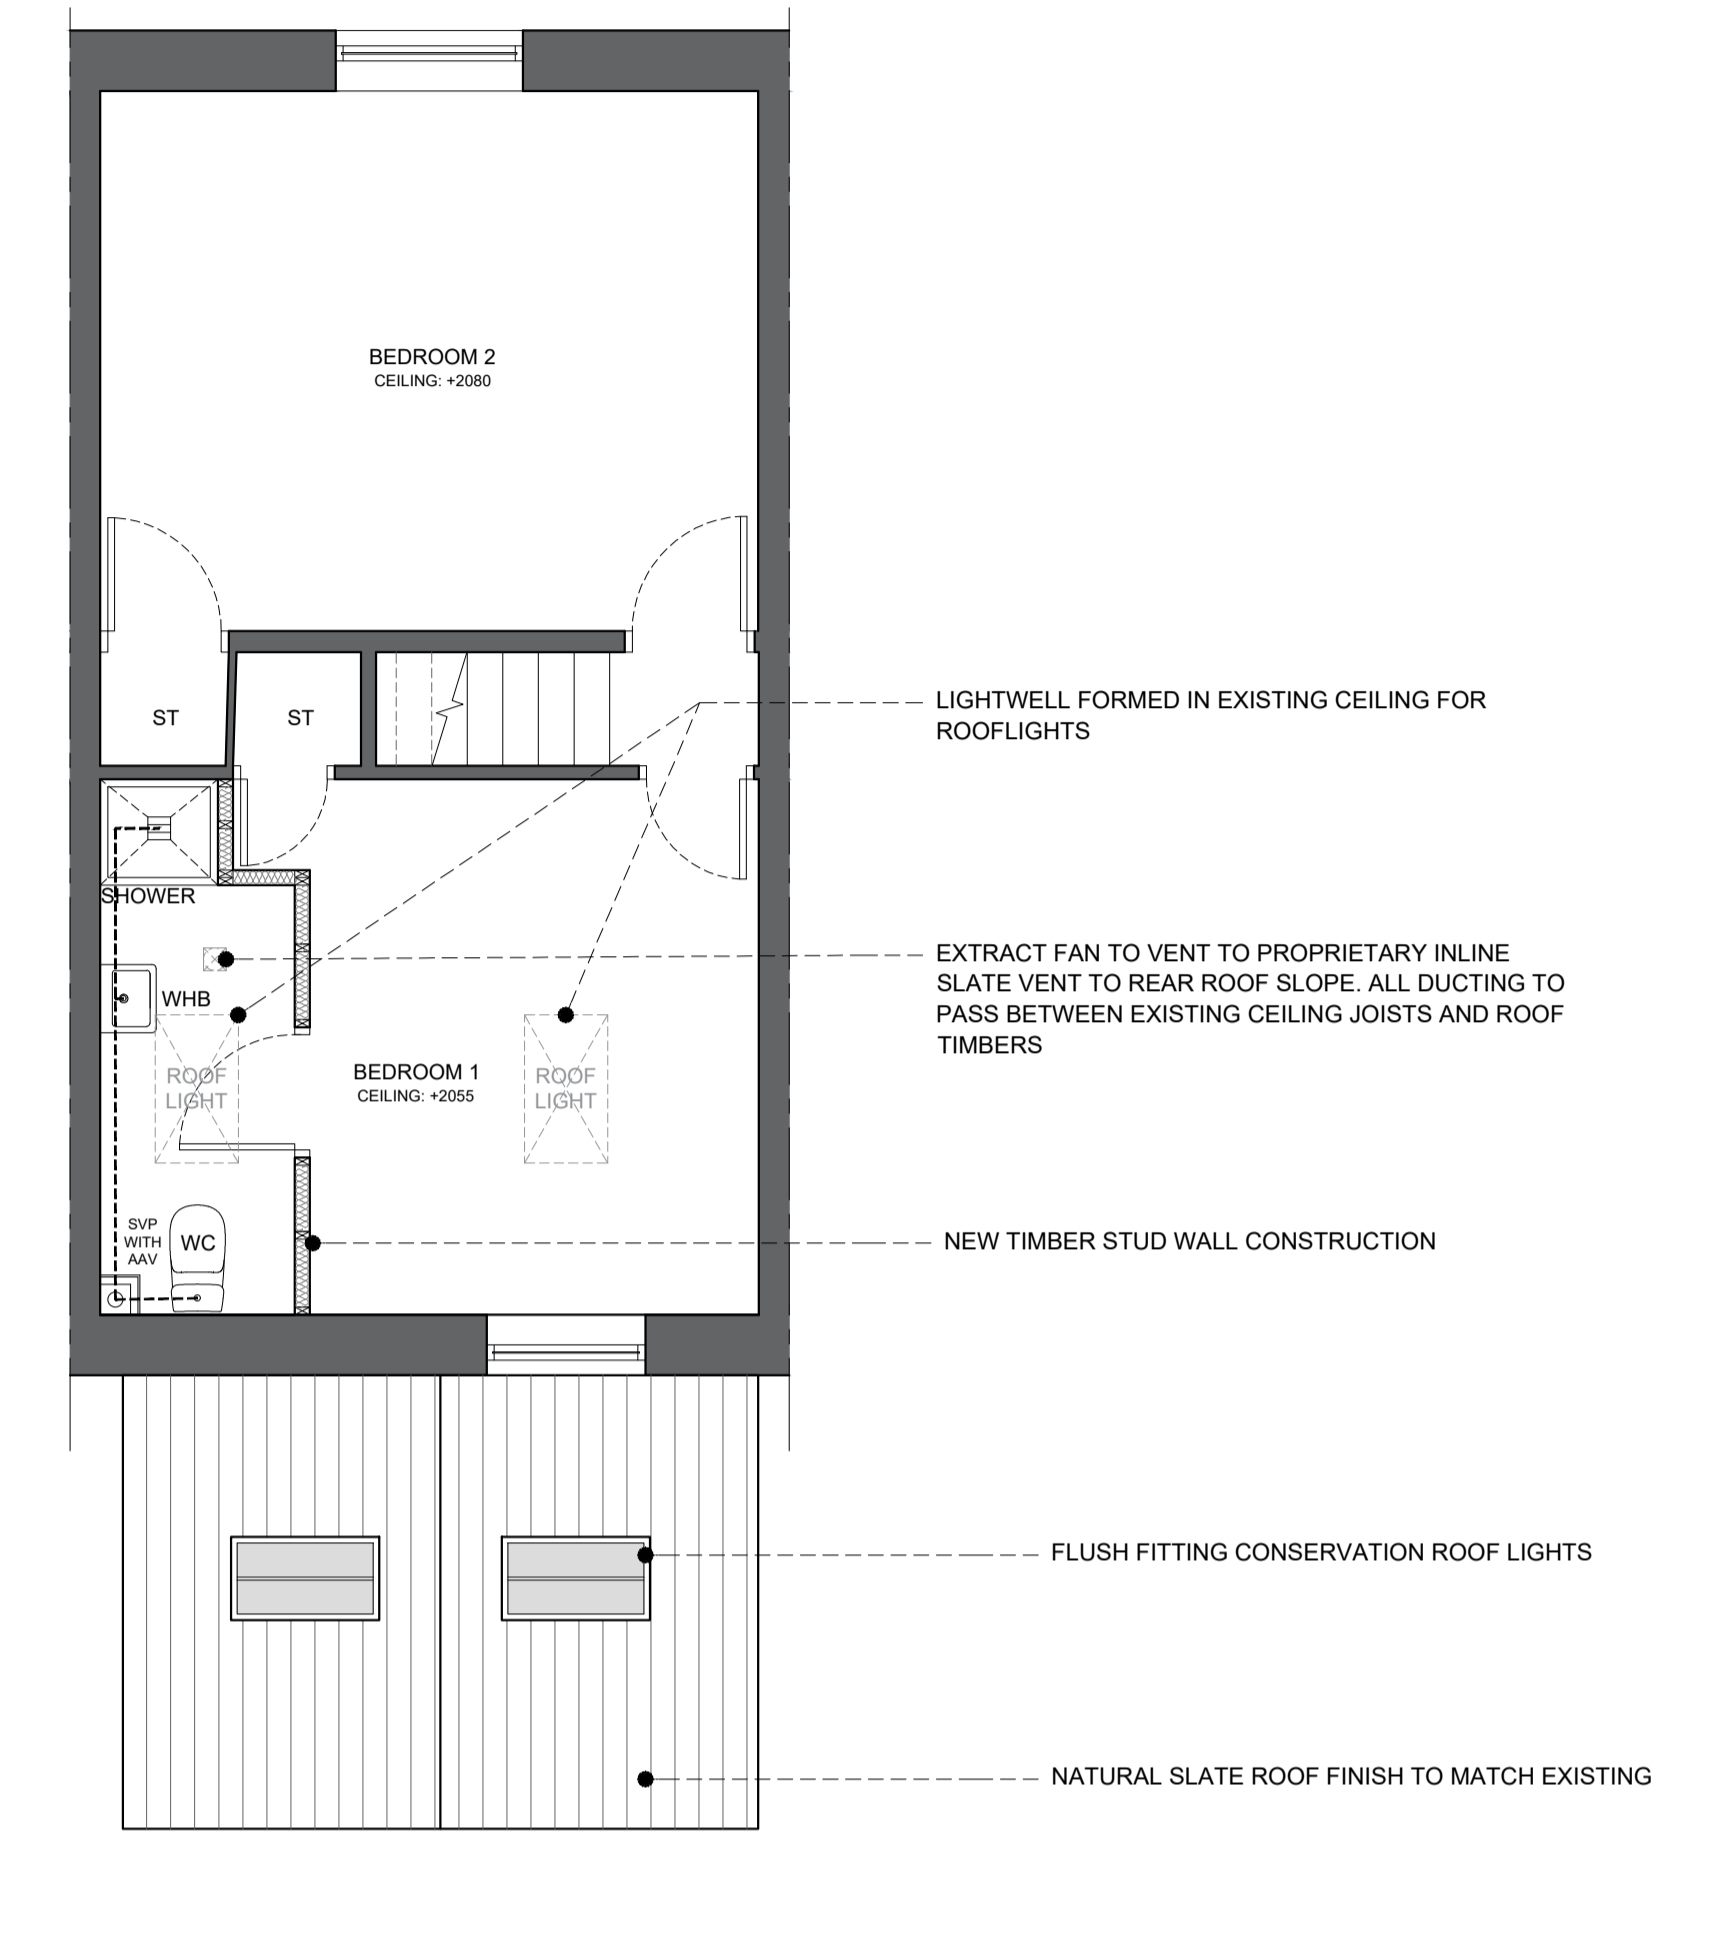 BEDROOM 2
CEILING: +2080
ST
ST
LIGHTWELL FORMED IN EXISTING CEILING FOR
ROOFLIGHTS
SHOWER
EXTRACT FAN TO VENT TO PROPRIETARY INLINE
SLATE VENT TO REAR ROOF SLOPE. ALL DUCTING TO
PASS BETWEEN EXISTING CEILING JOISTS AND ROOF
TIMBERS
WHB
ROOF
LIGHT
BEDROOM 1
CEILING: +2055
ROOF
LIGHT
SVP
WITH
AAV
WC
NEW TIMBER STUD WALL CONSTRUCTION
FLUSH FITTING CONSERVATION ROOF LIGHTS
NATURAL SLATE ROOF FINISH TO MATCH EXISTING